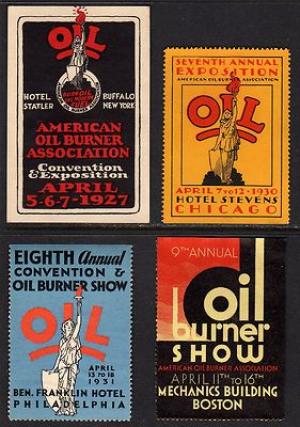 OIL
HOTEL STATLER
BUFFALO NEW YORK
BURN OIL
THE MODERN
FUEL
AMERICAN
OIL BURNER
ASSOCIATION
Convention
& Exposition
APRIL
5-6-7-1927
SEVENTH ANNUAL
EXPOSITION
AMERICAN OIL BURNER ASSOCIATION
OIL
APRIL 7 TO 12 - 1930
HOTEL STEVENS
CHICAGO
EIGHTH Annual
CONVENTION &
OIL BURNER SHOW
OIL
APRIL
13 TO 18
1931
BEN. FRANKLIN HOTEL
PHILADELPHIA
9TH ANNUAL
oil
burner
SHOW
AMERICAN OIL BURNER ASSOCIATION
APRIL 11TH TO 16TH
MECHANICS BUILDING
BOSTON